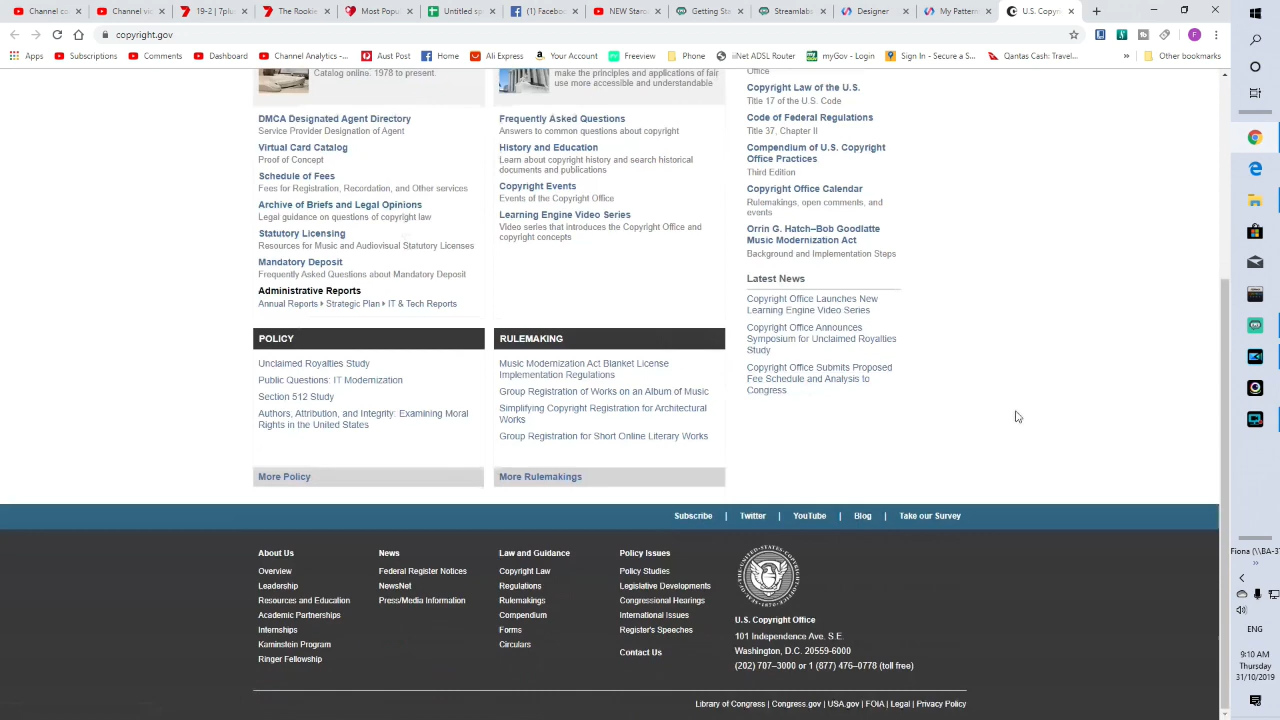 Channel co
Channel vi
19-2 | 7plu
The Rookie
Most Popu
Untitled sp
(1) Faceboo
NEW Starc
Getting Sta
Streamlab
Designer
My Pattern
U.S. Copyr
copyright.gov
Apps
Subscriptions
Comments
Dashboard
Channel Analytics -...
Aust Post
Home
Ali Express
Your Account
Freeview
Phone
iiNet ADSL Router
myGov - Login
Sign In - Secure a S...
Qantas Cash: Travel...
»
Other bookmarks
Catalog online. 1978 to present.
DMCA Designated Agent Directory
Service Provider Designation of Agent
Virtual Card Catalog
Proof of Concept
Schedule of Fees
Fees for Registration, Recordation, and Other services
Archive of Briefs and Legal Opinions
Legal guidance on questions of copyright law
Statutory Licensing
Resources for Music and Audiovisual Statutory Licenses
Mandatory Deposit
Frequently Asked Questions about Mandatory Deposit
Administrative Reports
Annual Reports Strategic Plan IT & Tech Reports
make the principles and applications of fair
use more accessible and understandable
Frequently Asked Questions
Answers to common questions about copyright
History and Education
Learn about copyright history and search historical
documents and publications
Copyright Events
Events of the Copyright Office
Learning Engine Video Series
Video series that introduces the Copyright Office and
copyright concepts
Office
Copyright Law of the U.S.
Title 17 of the U.S. Code
Code of Federal Regulations
Title 37, Chapter II
Compendium of U.S. Copyright
Office Practices
Third Edition
Copyright Office Calendar
Rulemakings, open comments, and
events
Orrin G. Hatch–Bob Goodlatte
Music Modernization Act
Background and Implementation Steps
Latest News
Copyright Office Launches New
Learning Engine Video Series
Copyright Office Announces
Symposium for Unclaimed Royalties
Study
Copyright Office Submits Proposed
Fee Schedule and Analysis to
Congress
POLICY
Unclaimed Royalties Study
Public Questions: IT Modernization
Section 512 Study
Authors, Attribution, and Integrity: Examining Moral
Rights in the United States
More Policy
RULEMAKING
Music Modernization Act Blanket License
Implementation Regulations
Group Registration of Works on an Album of Music
Simplifying Copyright Registration for Architectural
Works
Group Registration for Short Online Literary Works
More Rulemakings
Subscribe | Twitter | YouTube | Blog | Take our Survey
About Us
Overview
Leadership
Resources and Education
Academic Partnerships
Internships
Kaminstein Program
Ringer Fellowship
News
Federal Register Notices
NewsNet
Press/Media Information
Law and Guidance
Copyright Law
Regulations
Rulemakings
Compendium
Forms
Circulars
Policy Issues
Policy Studies
Legislative Developments
Congressional Hearings
International Issues
Register's Speeches
Contact Us
U.S. Copyright Office
101 Independence Ave. S.E.
Washington, D.C. 20559-6000
(202) 707–3000 or 1 (877) 476–0778 (toll free)
Library of Congress | Congress.gov | USA.gov | FOIA | Legal | Privacy Policy
Fiona (\\BA-3
»
ENG
9:10 AM
Thursday
31/10/2019